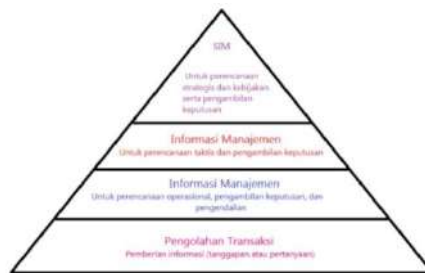 SIM
Untuk perencanaan
strategis dan kebijakan
serta pengambilan
keputusan
Informasi Manajemen
Untuk perencanaan taktis dan pengambilan keputusan
Informasi Manajemen
Untuk perencanaan operasional, pengambilan keputusan, dan
pengendalian
Pengolahan Transaksi
Pemberian informasi (tanggapan atau pertanyaan)